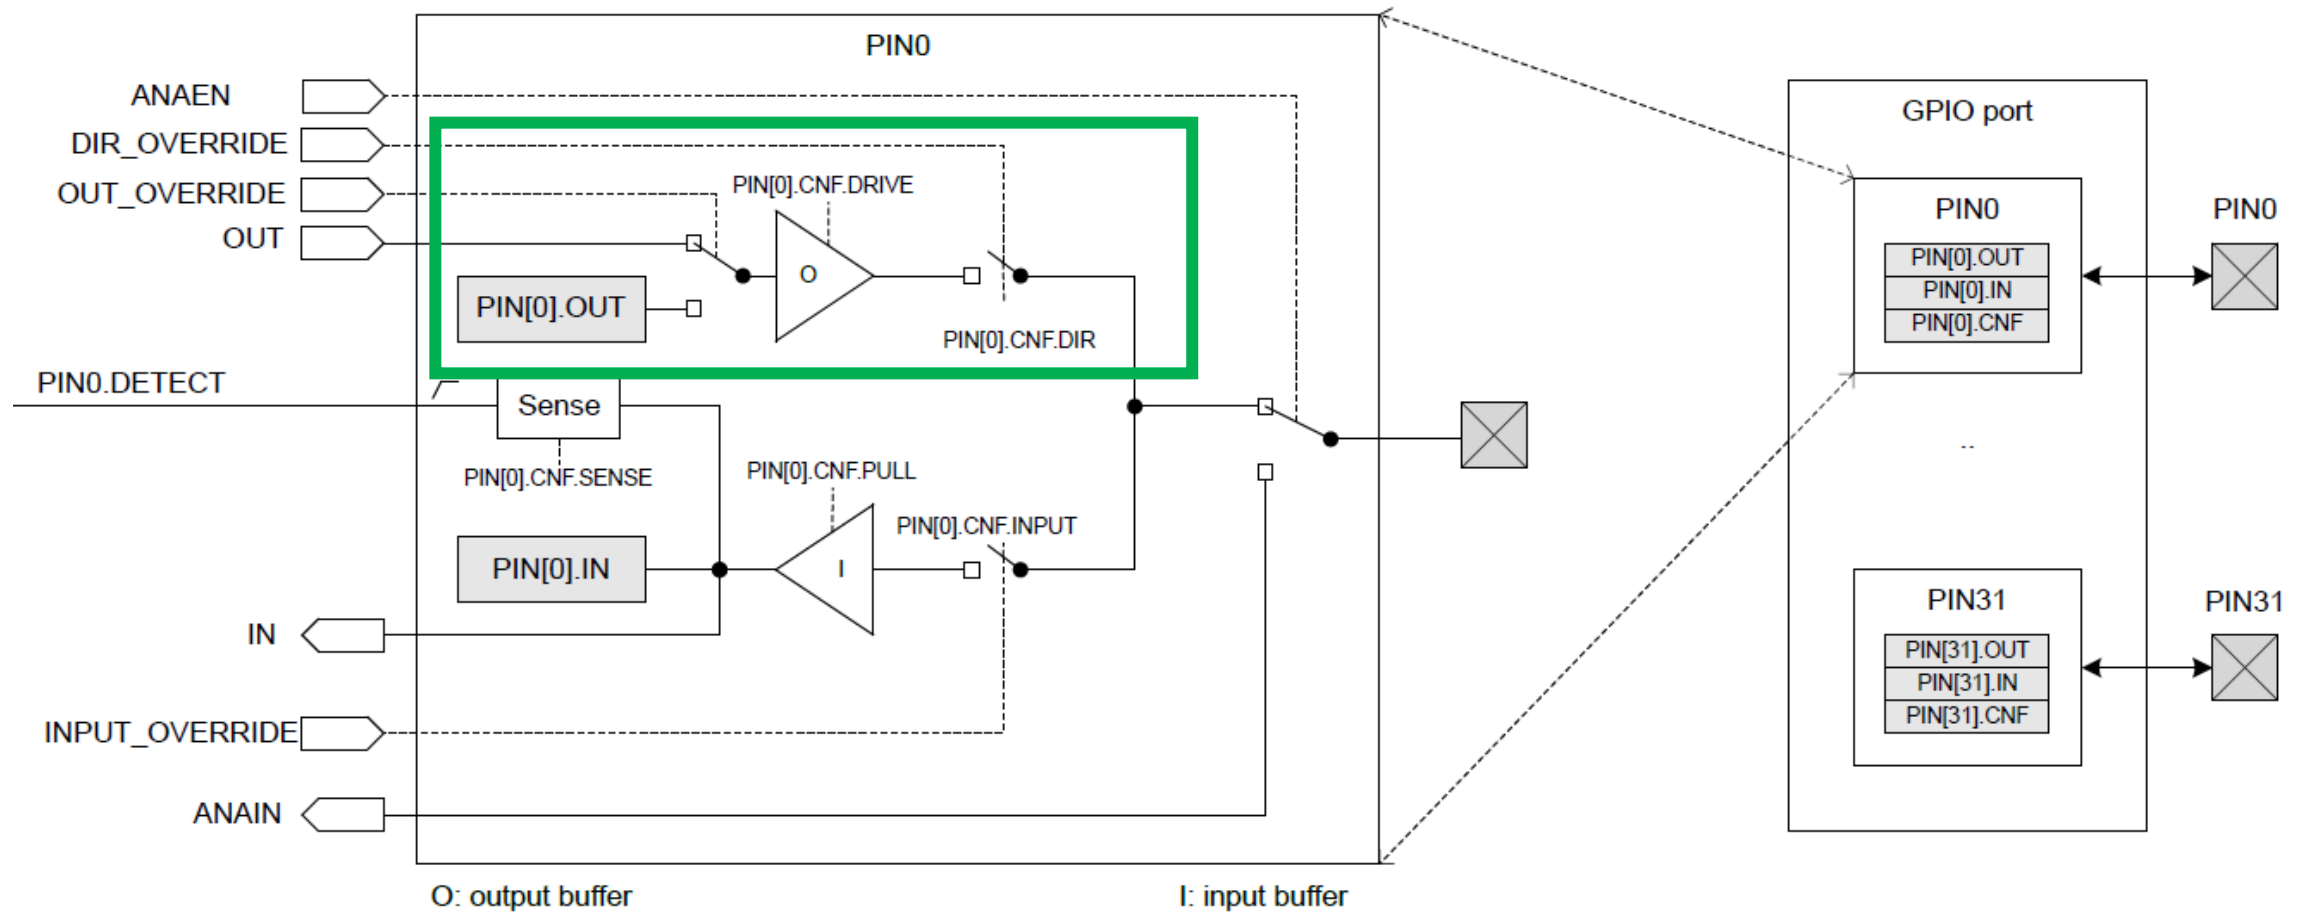 PIN0
ANAEN
DIR_OVERRIDE
OUT_OVERRIDE
OUT
PIN[0].CNF.DRIVE
O
PIN[0].OUT
PIN[0].CNF.DIR
PIN0.DETECT
Sense
PIN[0].CNF.SENSE
PIN[0].CNF.PULL
PIN[0].CNF.INPUT
PIN[0].IN
I
IN
INPUT_OVERRIDE
ANAIN
O: output buffer
I: input buffer
GPIO port
PIN0
PIN[0].OUT
PIN[0].IN
PIN[0].CNF
PIN0
..
PIN31
PIN[31].OUT
PIN[31].IN
PIN[31].CNF
PIN31